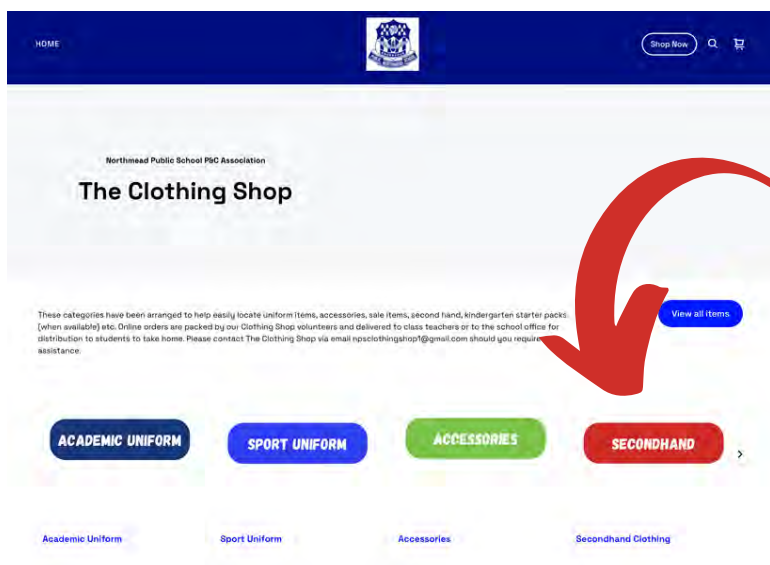 HOME
Shop Now
Northmead Public School P&C Association
The Clothing Shop
These categories have been arranged to help easily locate uniform items, accessories, sale items, second hand, kindergarten starter packs
(when available) etc. Online orders are packed by our Clothing Shop volunteers and delivered to class teachers or to the school office for
distribution to students to take home. Please contact The Clothing Shop via email npsclothingshop1@gmail.com should you require
assistance.
View all items
ACADEMIC UNIFORM
SPORT UNIFORM
ACCESSORIES
SECONDHAND
Academic Uniform
Sport Uniform
Accessories
Secondhand Clothing